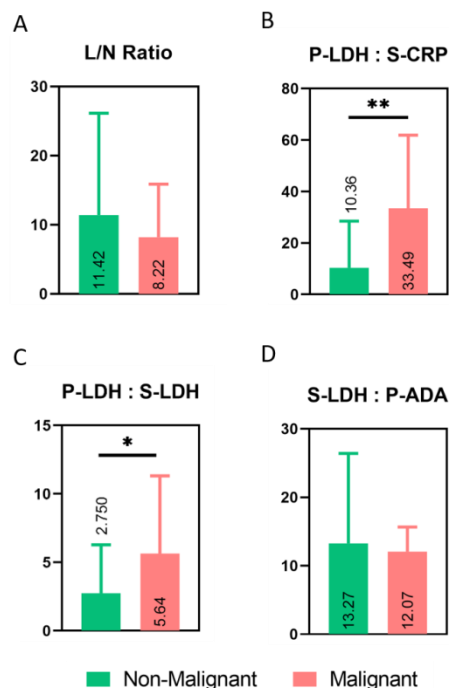 A
L/N Ratio
30
20
10
0
11.42
8.22
B
P-LDH : S-CRP
80
60
40
20
0
**
10.36
33.49
C
P-LDH : S-LDH
15
10
5
0
*
2.750
5.64
D
S-LDH : P-ADA
40
30
20
10
0
13.27
12.07
Non-Malignant
Malignant